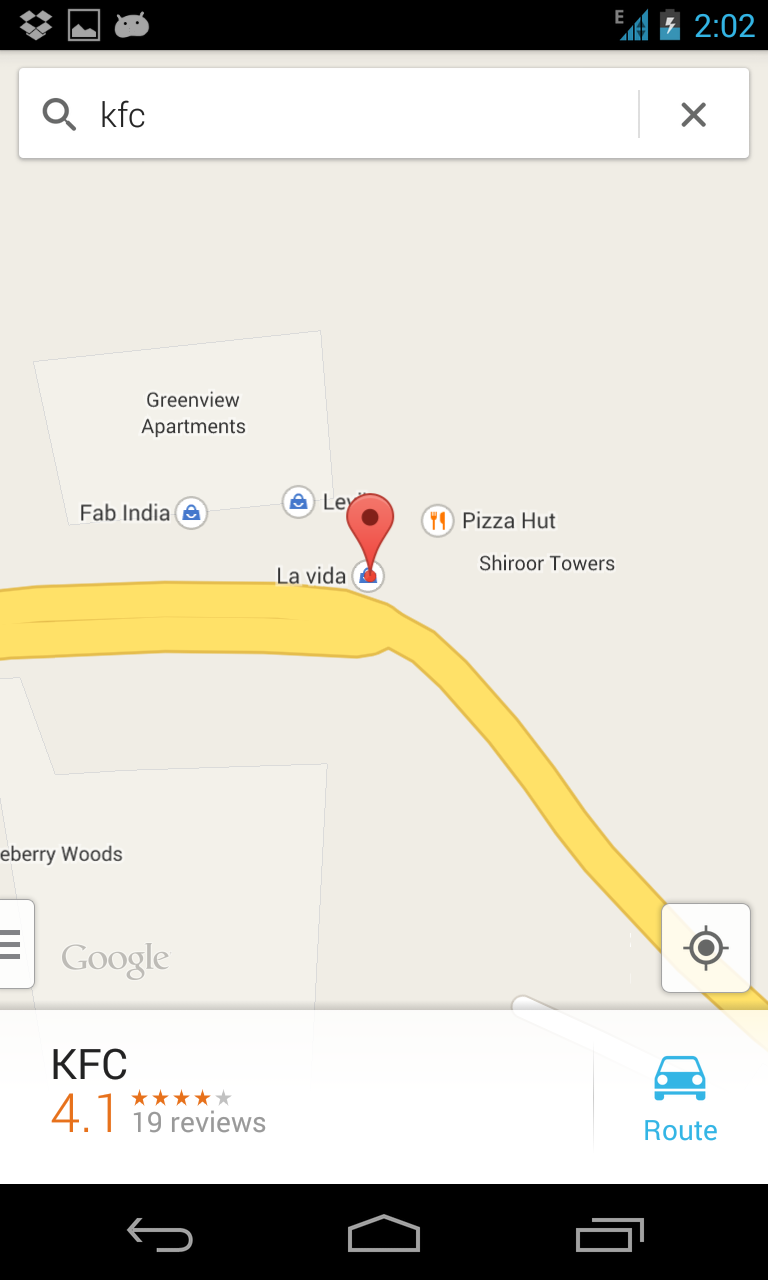 E
2:02
kfc
Greenview
Apartments
Fab India
Levi
Pizza Hut
La vida
Shiroor Towers
eberry Woods
Google
KFC
4.1
19 reviews
Route